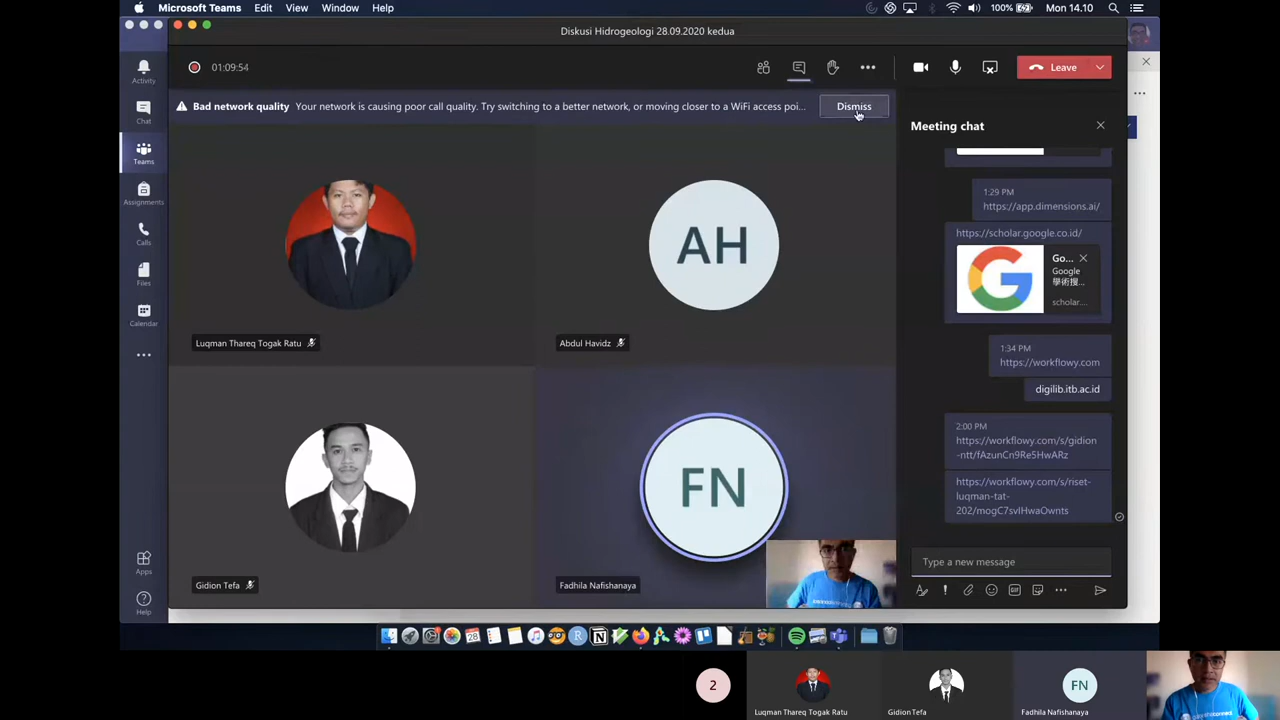 Microsoft Teams Edit View Window Help
100% Mon 14.10
Diskusi Hidrogeologi 28.09.2020 kedua
01:09:54
Leave
Bad network quality Your network is causing poor call quality. Try switching to a better network, or moving closer to a WiFi access poi... Dismiss
Activity
Chat
Teams
Assignments
Calls
Files
Calendar
Apps
Help
Luqman Thareq Togak Ratu
AH
Abdul Havidz
Gidion Tefa
FN
Fadhila Nafishanaya
Meeting chat
1:29 PM
https://app.dimensions.ai/
https://scholar.google.co.id/
Go...
Google
學術搜...
scholar....
1:34 PM
https://workflowy.com
digilib.itb.ac.id
2:00 PM
https://workflowy.com/s/gidion
-ntt/fAzunCn9Re5HwARz
https://workflowy.com/s/riset-
luqman-tat-
202/mogC7svIHwaOwnts
Type a new message
28
2
Luqman Thareq Togak Ratu
Gidion Tefa
FN
Fadhila Nafishanaya